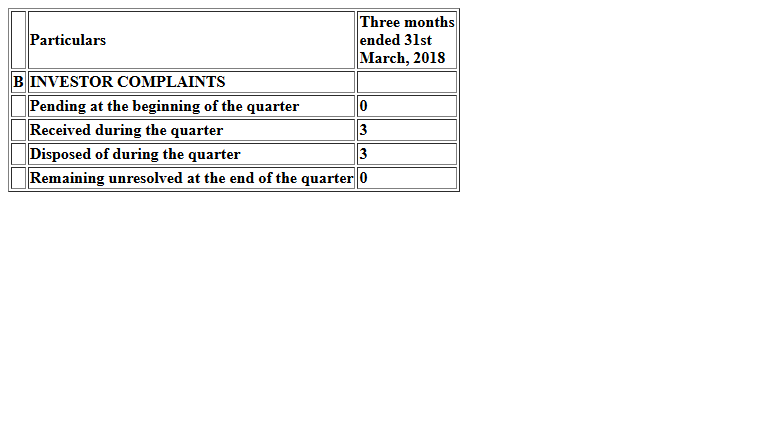 Particulars
Three months
ended 31st
March, 2018
B INVESTOR COMPLAINTS
Pending at the beginning of the quarter 0
Received during the quarter 3
Disposed of during the quarter 3
Remaining unresolved at the end of the quarter 0